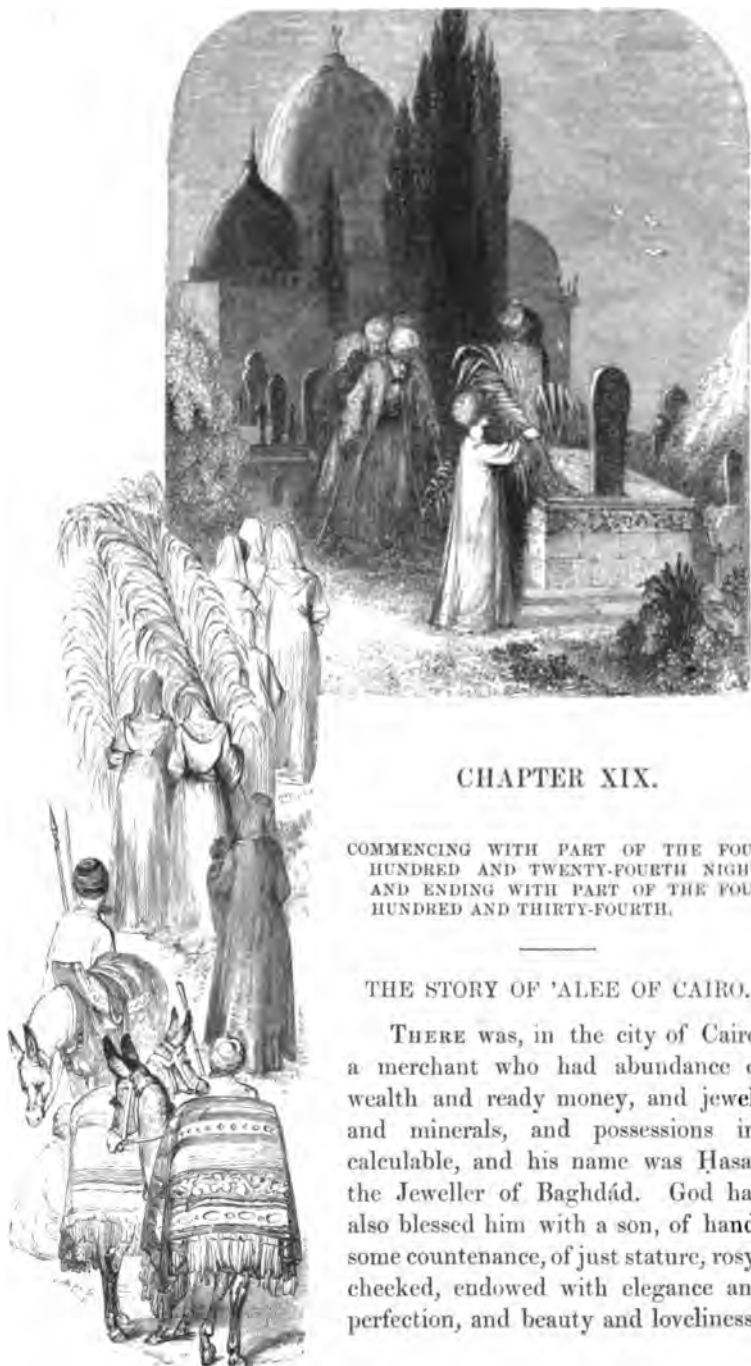 CHAPTER XIX.
COMMENCING WITH PART OF THE FOU
HUNDRED AND TWENTY-FOURTH NIGH
AND ENDING WITH PART OF THE FOU
HUNDRED AND THIRTY-FOURTH.
THE STORY OF 'ALEE OF CAIRO.
THERE was, in the city of Cairo
a merchant who had abundance o
wealth and ready money, and jewel
and minerals, and possessions in
calculable, and his name was Ḥasa
the Jeweller of Baghdád. God ha
also blessed him with a son, of hand
some countenance, of just stature, rosy
cheeked, endowed with elegance an
perfection, and beauty and loveliness